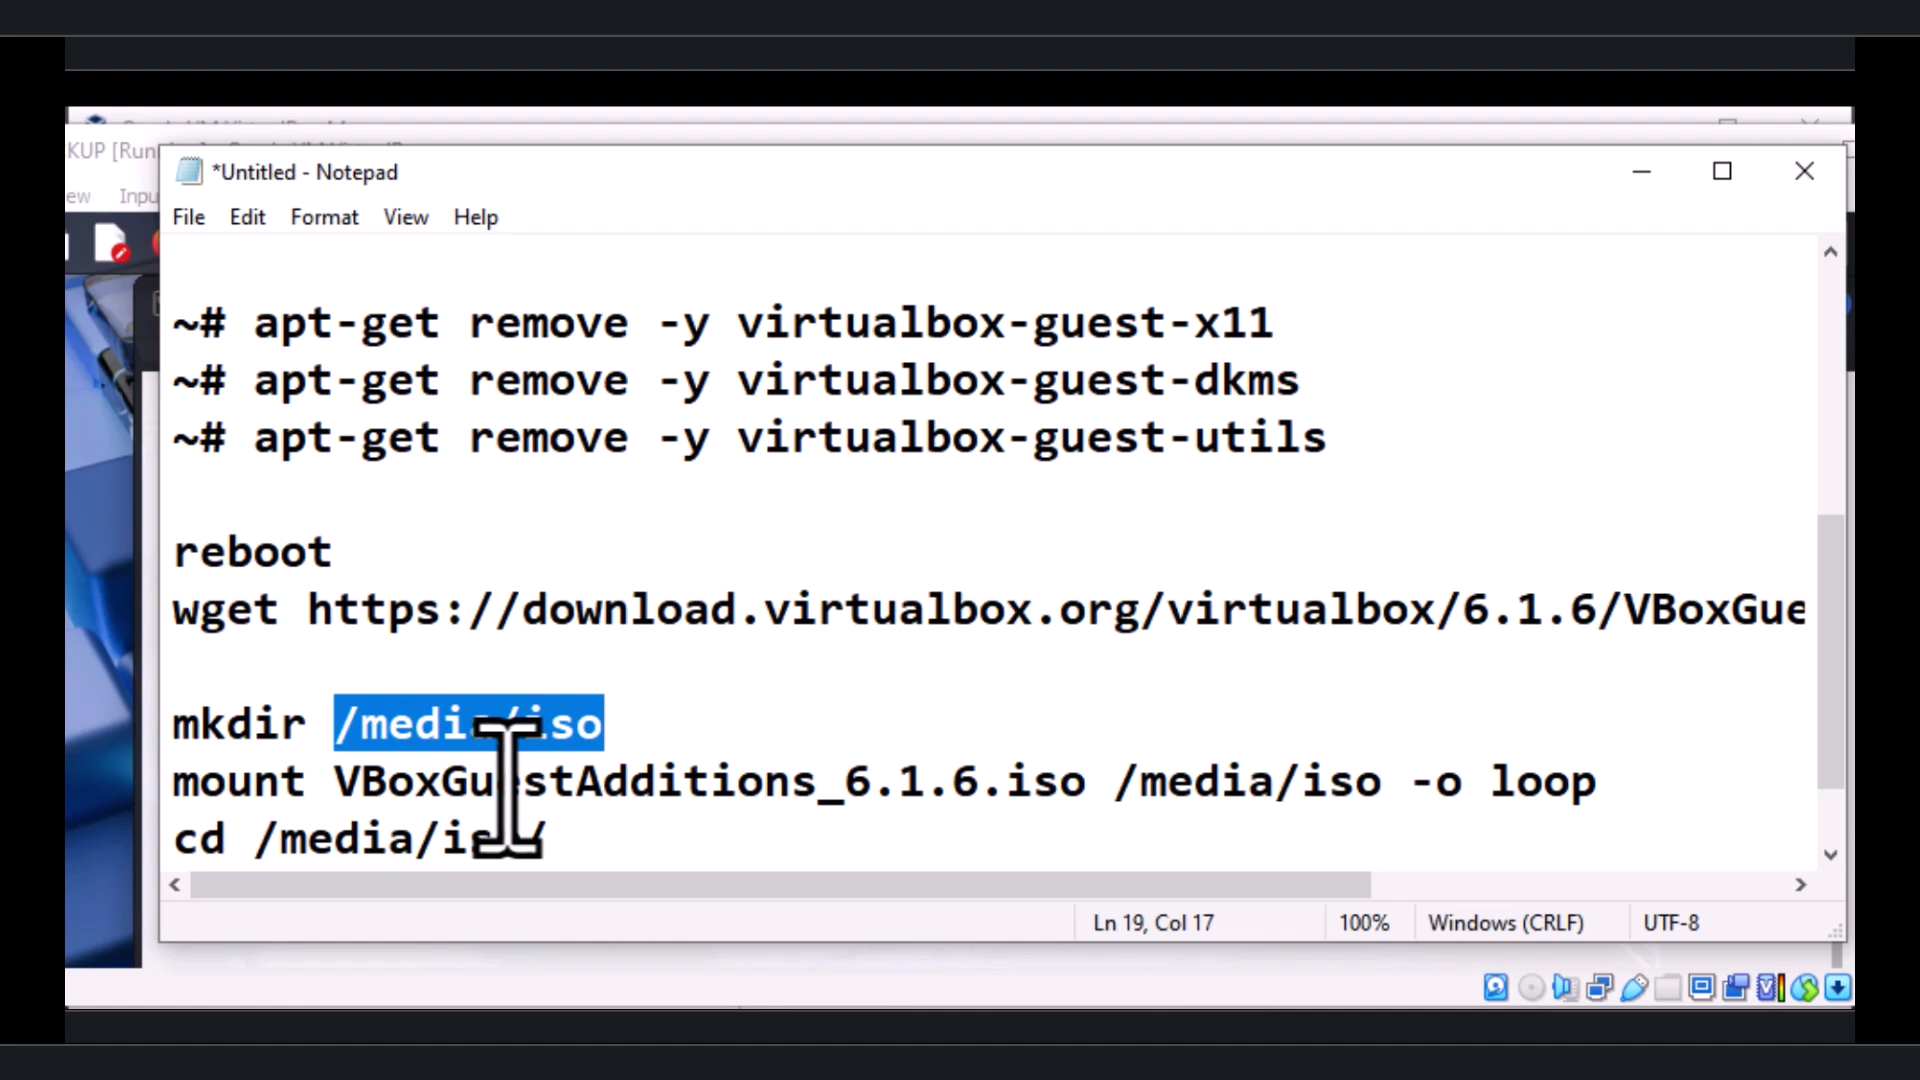 KUP [Run
*Untitled - Notepad
ew Inpu
File Edit Format View Help
~# apt-get remove -y virtualbox-guest-x11
~# apt-get remove -y virtualbox-guest-dkms
~# apt-get remove -y virtualbox-guest-utils
reboot
wget https://download.virtualbox.org/virtualbox/6.1.6/VBoxGue
mkdir /media/iso
mount VBoxGuestAdditions_6.1.6.iso /media/iso -o loop
cd /media/iso/
Ln 19, Col 17 100% Windows (CRLF) UTF-8